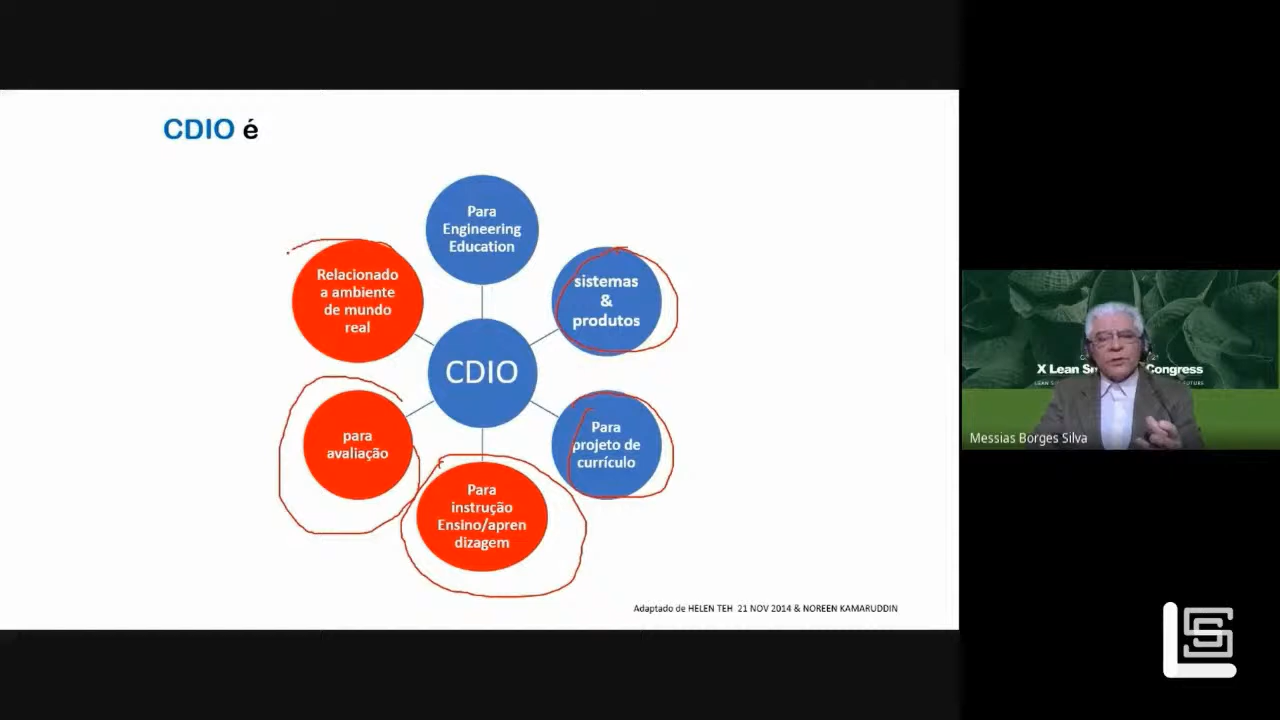 CDIO é
Para
Engineering
Education
Relacionado
a ambiente
de mundo
real
sistemas
&
produtos
CDIO
para
avaliação
Para
projeto de
currículo
Para
instrução
Ensino/apren
dizagem
Adaptado de HELEN TEH 21 NOV 2014 & NOREEN KAMARUDDIN
X Lean Congress
Messias Borges Silva
LSS